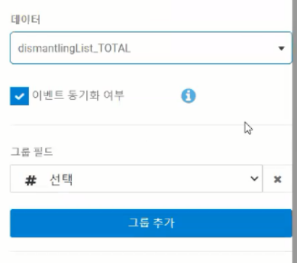 데이터
dismantlingList_TOTAL
이벤트 동기화 여부
그룹 필드
# 선택
그룹 추가